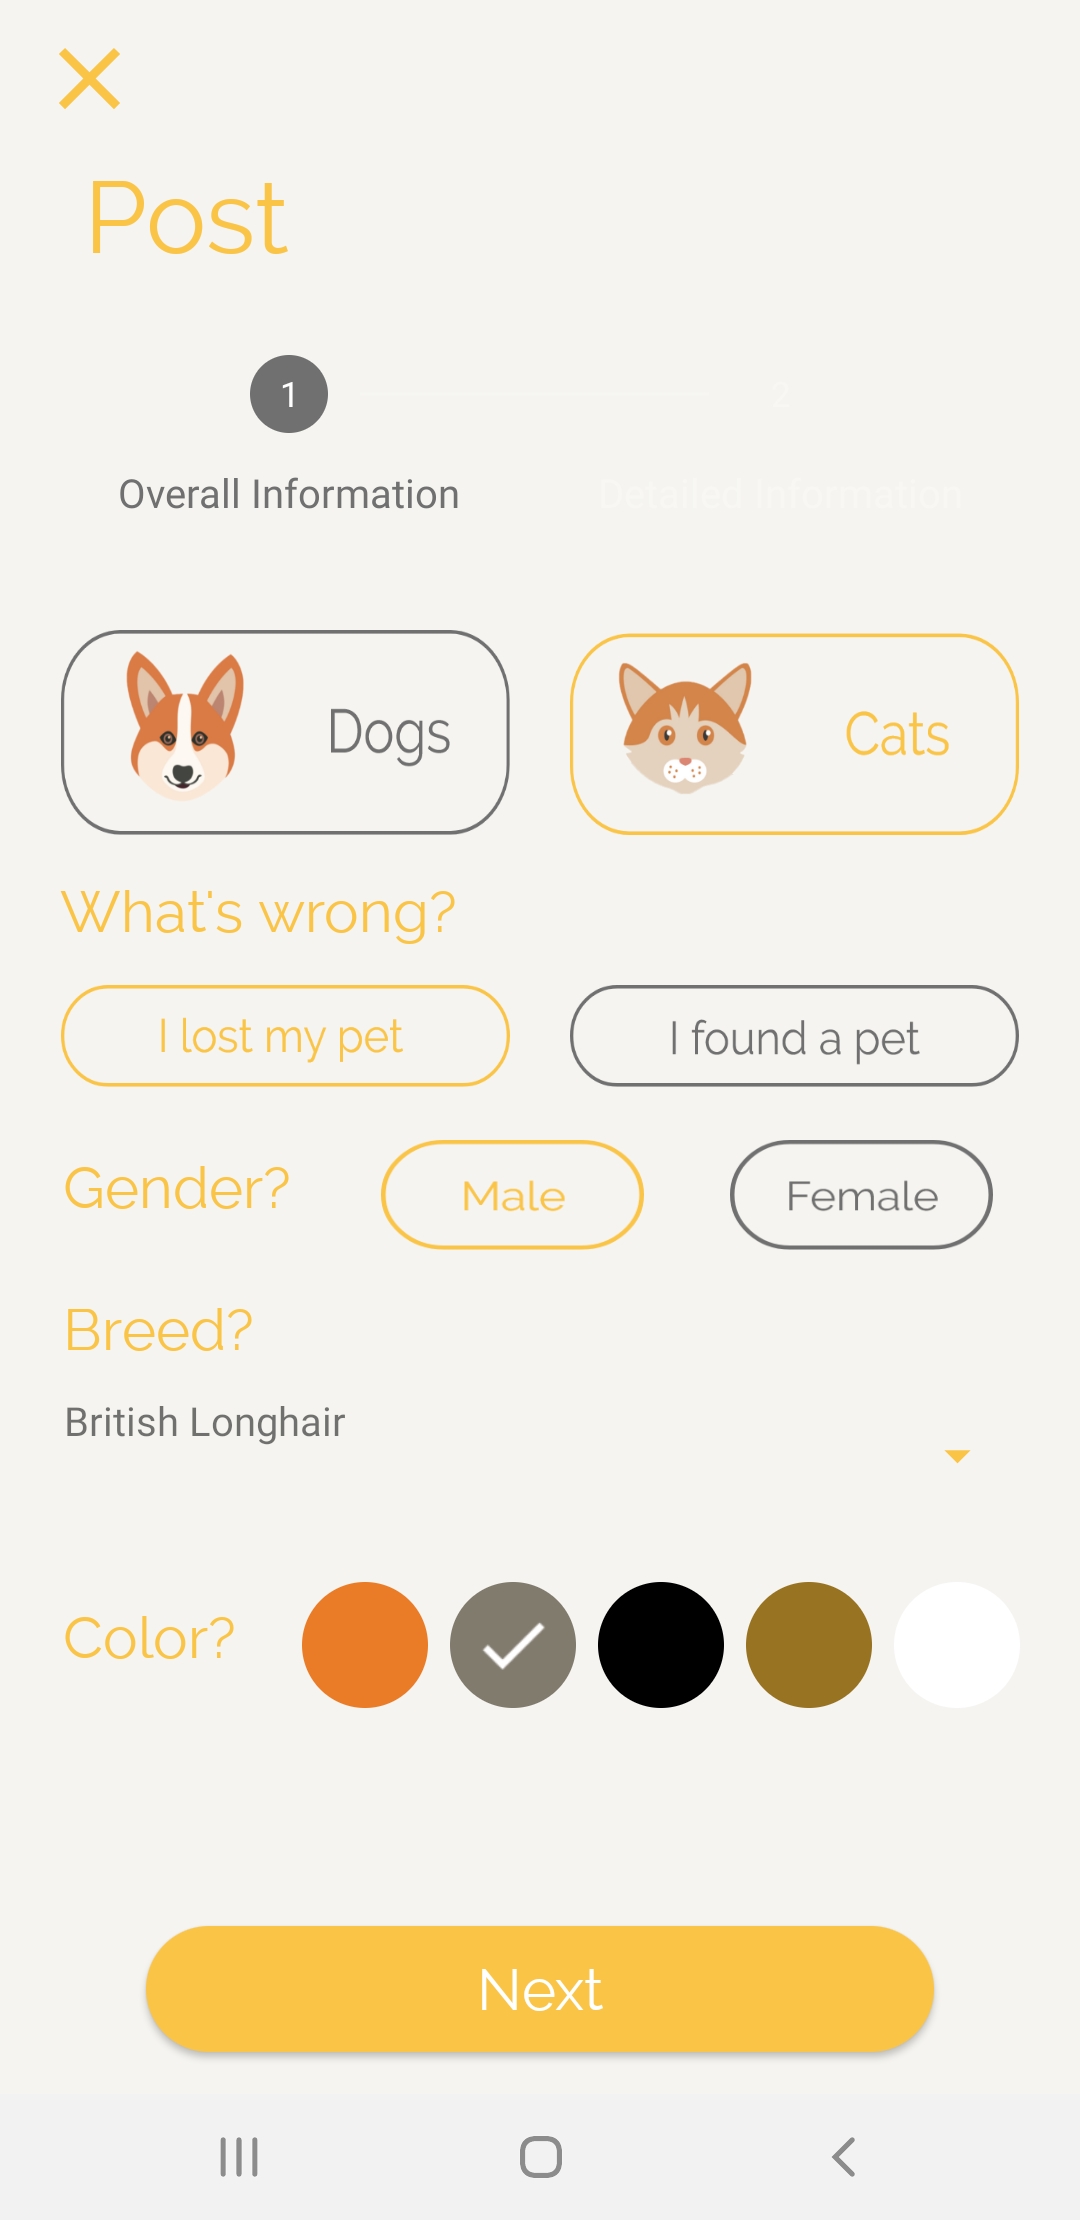 Post
1
2
Overall Information
Detailed Information
Dogs
Cats
What's wrong?
I lost my pet
I found a pet
Gender?
Male
Female
Breed?
British Longhair
Color?
Next